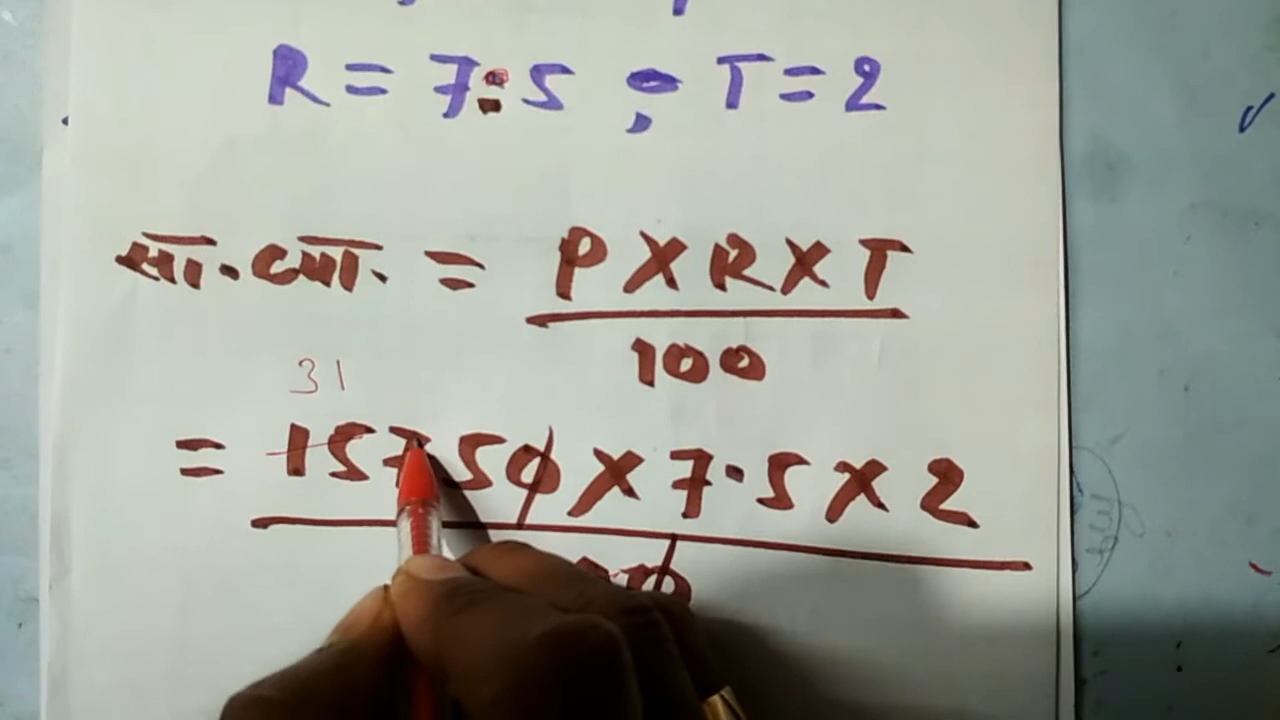 R = 7.5 ; T = 2
सा. ब्या. = P X R X T
100
31
= 15750 X 7.5 X 2